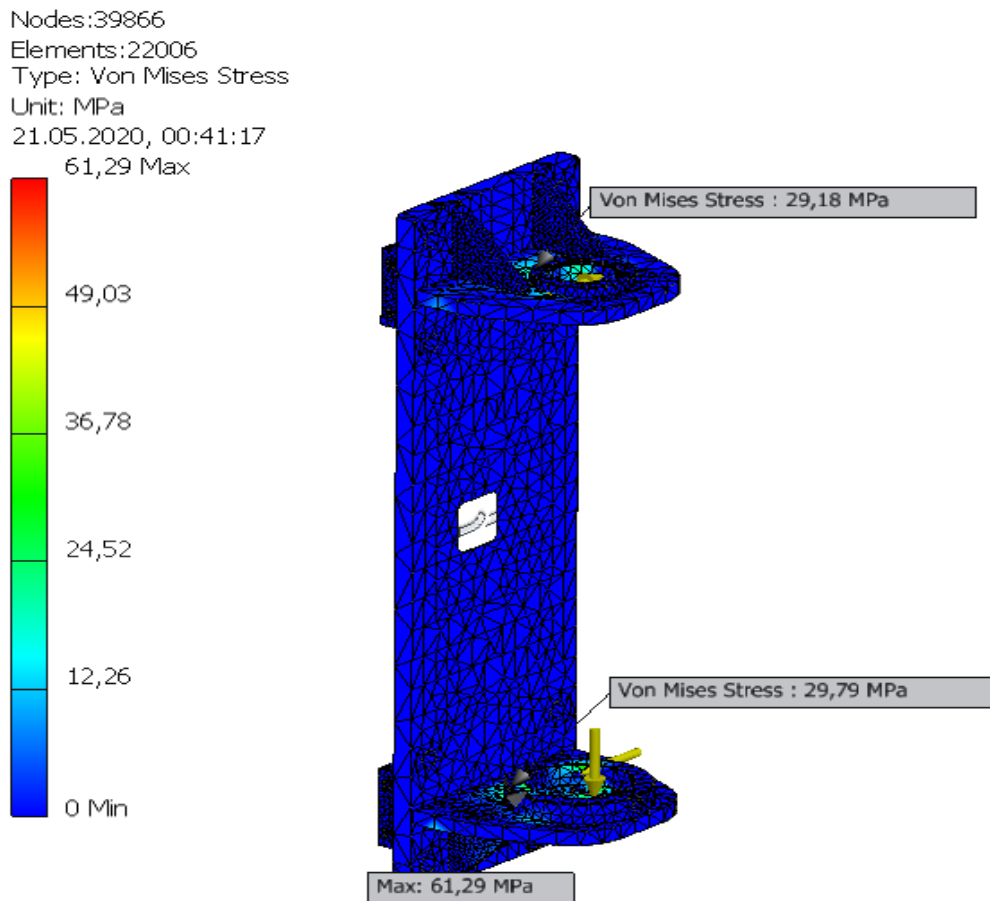 Nodes:39866
Elements:22006
Type: Von Mises Stress
Unit: MPa
21.05.2020, 00:41:17
61,29 Max
Von Mises Stress : 29,18 MPa
49,03
36,78
24,52
12,26
Von Mises Stress : 29,79 MPa
0 Min
Max: 61,29 MPa